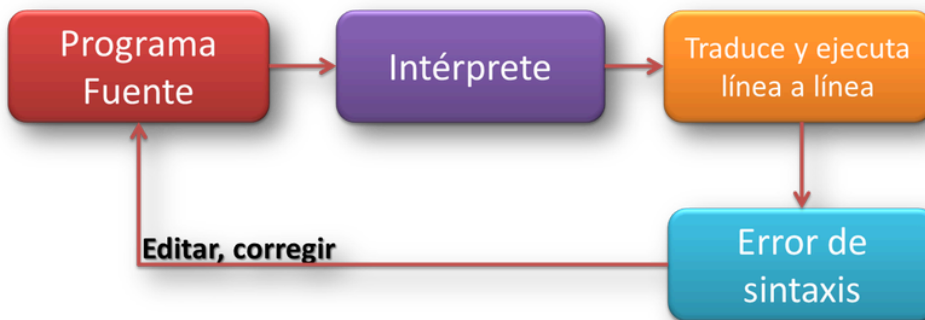 Programa
Fuente
Intérprete
Traduce y ejecuta
línea a línea
Editar, corregir
Error de
sintaxis